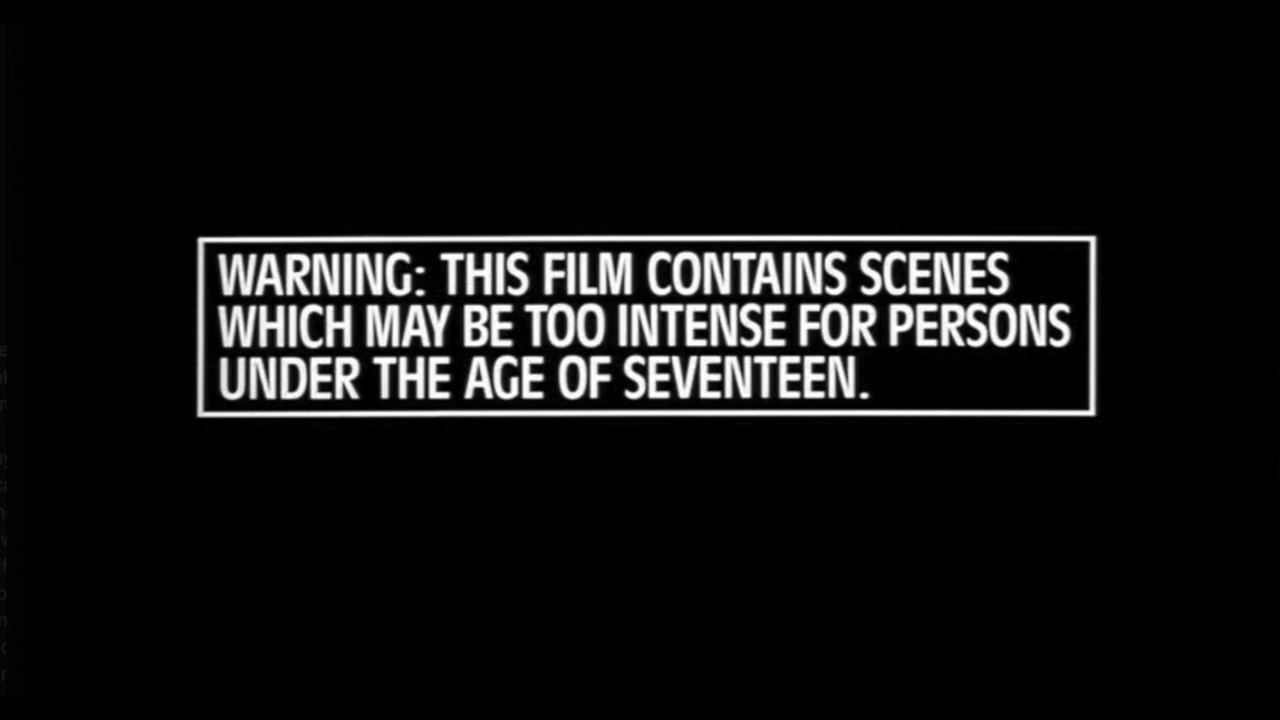 WARNING: THIS FILM CONTAINS SCENES
WHICH MAY BE TOO INTENSE FOR PERSONS
UNDER THE AGE OF SEVENTEEN.